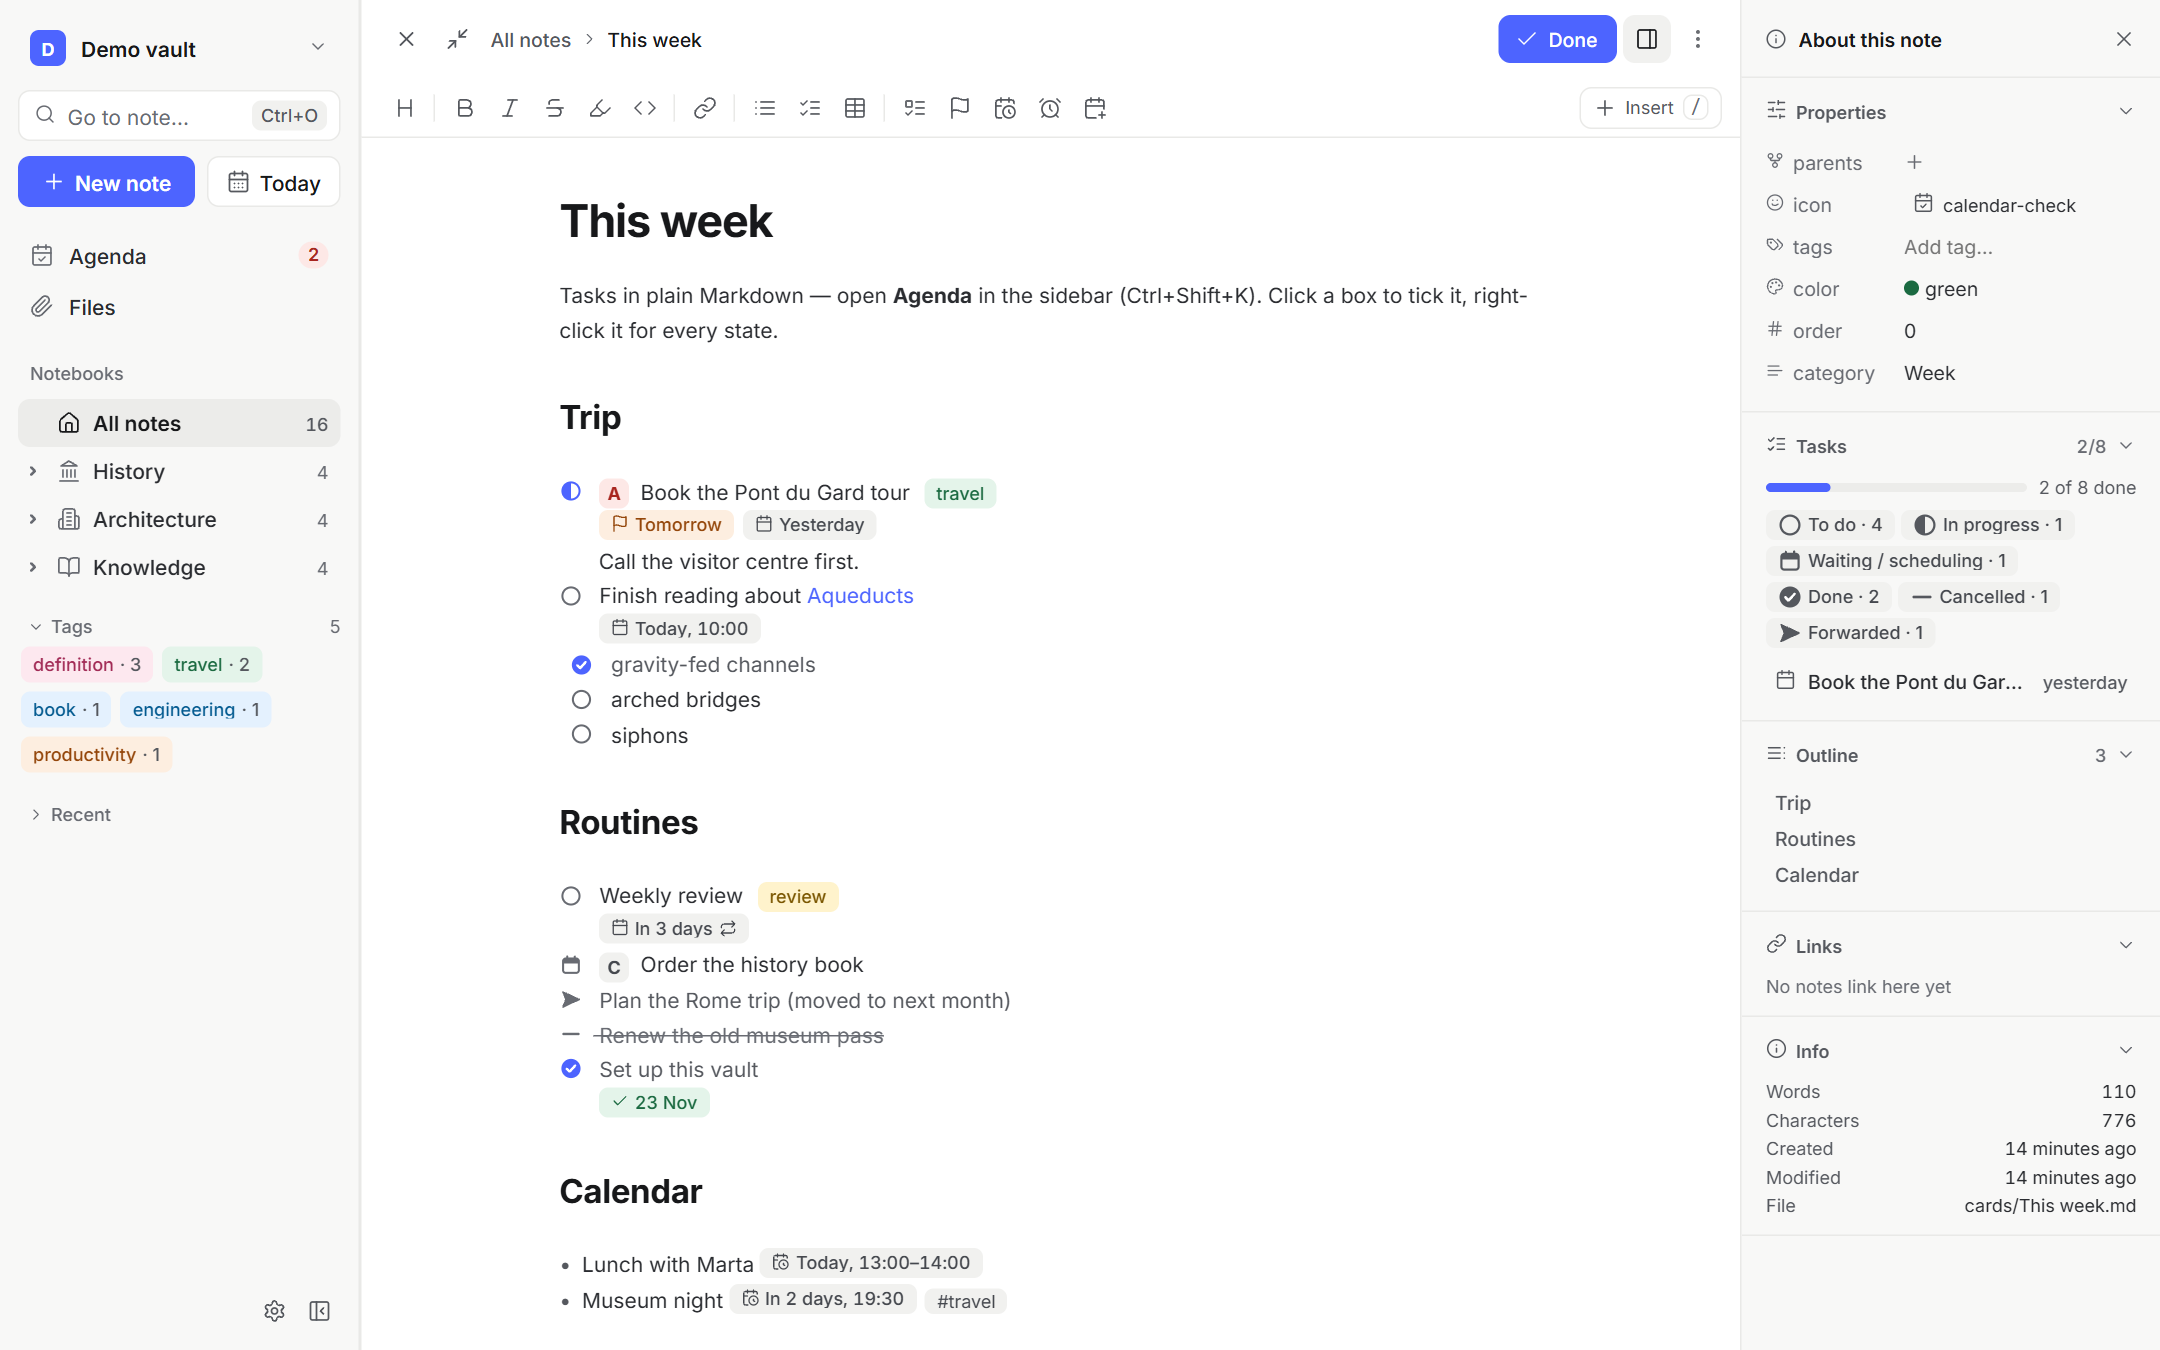 D Demo vault
Go to note... Ctrl+O
New note
Today
Agenda 2
Files
Notebooks
All notes 16
History 4
Architecture 4
Knowledge 4
Tags 5
definition · 3 travel · 2
book · 1 engineering · 1
productivity · 1
Recent
All notes > This week
Done
H B I S
Insert /
This week
Tasks in plain Markdown — open Agenda in the sidebar (Ctrl+Shift+K). Click a box to tick it, right-
click it for every state.
Trip
A Book the Pont du Gard tour travel
Tomorrow Yesterday
Call the visitor centre first.
Finish reading about Aqueducts
Today, 10:00
gravity-fed channels
arched bridges
siphons
Routines
Weekly review review
In 3 days
C Order the history book
Plan the Rome trip (moved to next month)
Renew the old museum pass
Set up this vault
23 Nov
Calendar
• Lunch with Marta Today, 13:00–14:00
• Museum night In 2 days, 19:30 #travel
About this note
Properties
parents +
icon calendar-check
tags Add tag...
color green
order 0
category Week
Tasks 2/8
2 of 8 done
To do · 4 In progress · 1
Waiting / scheduling · 1
Done · 2 Cancelled · 1
Forwarded · 1
Book the Pont du Gar... yesterday
Outline 3
Trip
Routines
Calendar
Links
No notes link here yet
Info
Words 110
Characters 776
Created 14 minutes ago
Modified 14 minutes ago
File cards/This week.md